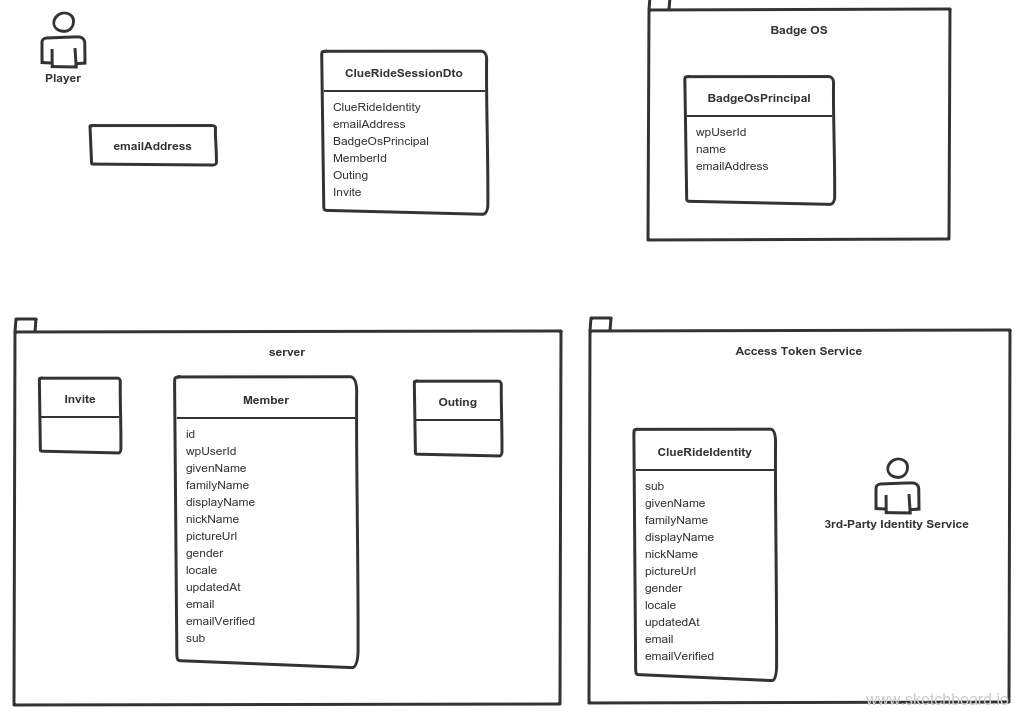 Player
emailAddress
ClueRideSessionDto
ClueRideIdentity
emailAddress
BadgeOsPrincipal
MemberId
Outing
Invite
Badge OS
BadgeOsPrincipal
wpUserId
name
emailAddress
server
Invite
Member
id
wpUserId
givenName
familyName
displayName
nickName
pictureUrl
gender
locale
updatedAt
email
emailVerified
sub
Outing
Access Token Service
ClueRideIdentity
sub
givenName
familyName
displayName
nickName
pictureUrl
gender
locale
updatedAt
email
emailVerified
3rd-Party Identity Service
www.sketchboard.io